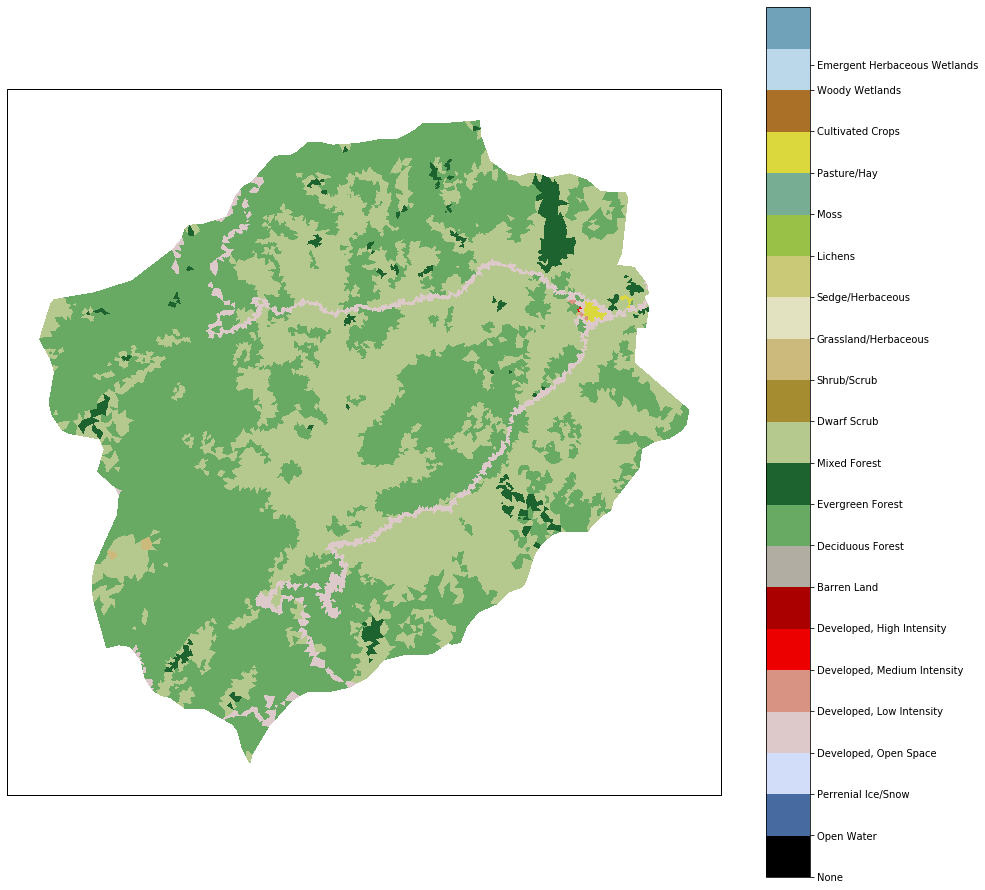 Emergent Herbaceous Wetlands
Woody Wetlands
Cultivated Crops
Pasture/Hay
Moss
Lichens
Sedge/Herbaceous
Grassland/Herbaceous
Shrub/Scrub
Dwarf Scrub
Mixed Forest
Evergreen Forest
Deciduous Forest
Barren Land
Developed, High Intensity
Developed, Medium Intensity
Developed, Low Intensity
Developed, Open Space
Perrenial Ice/Snow
Open Water
None